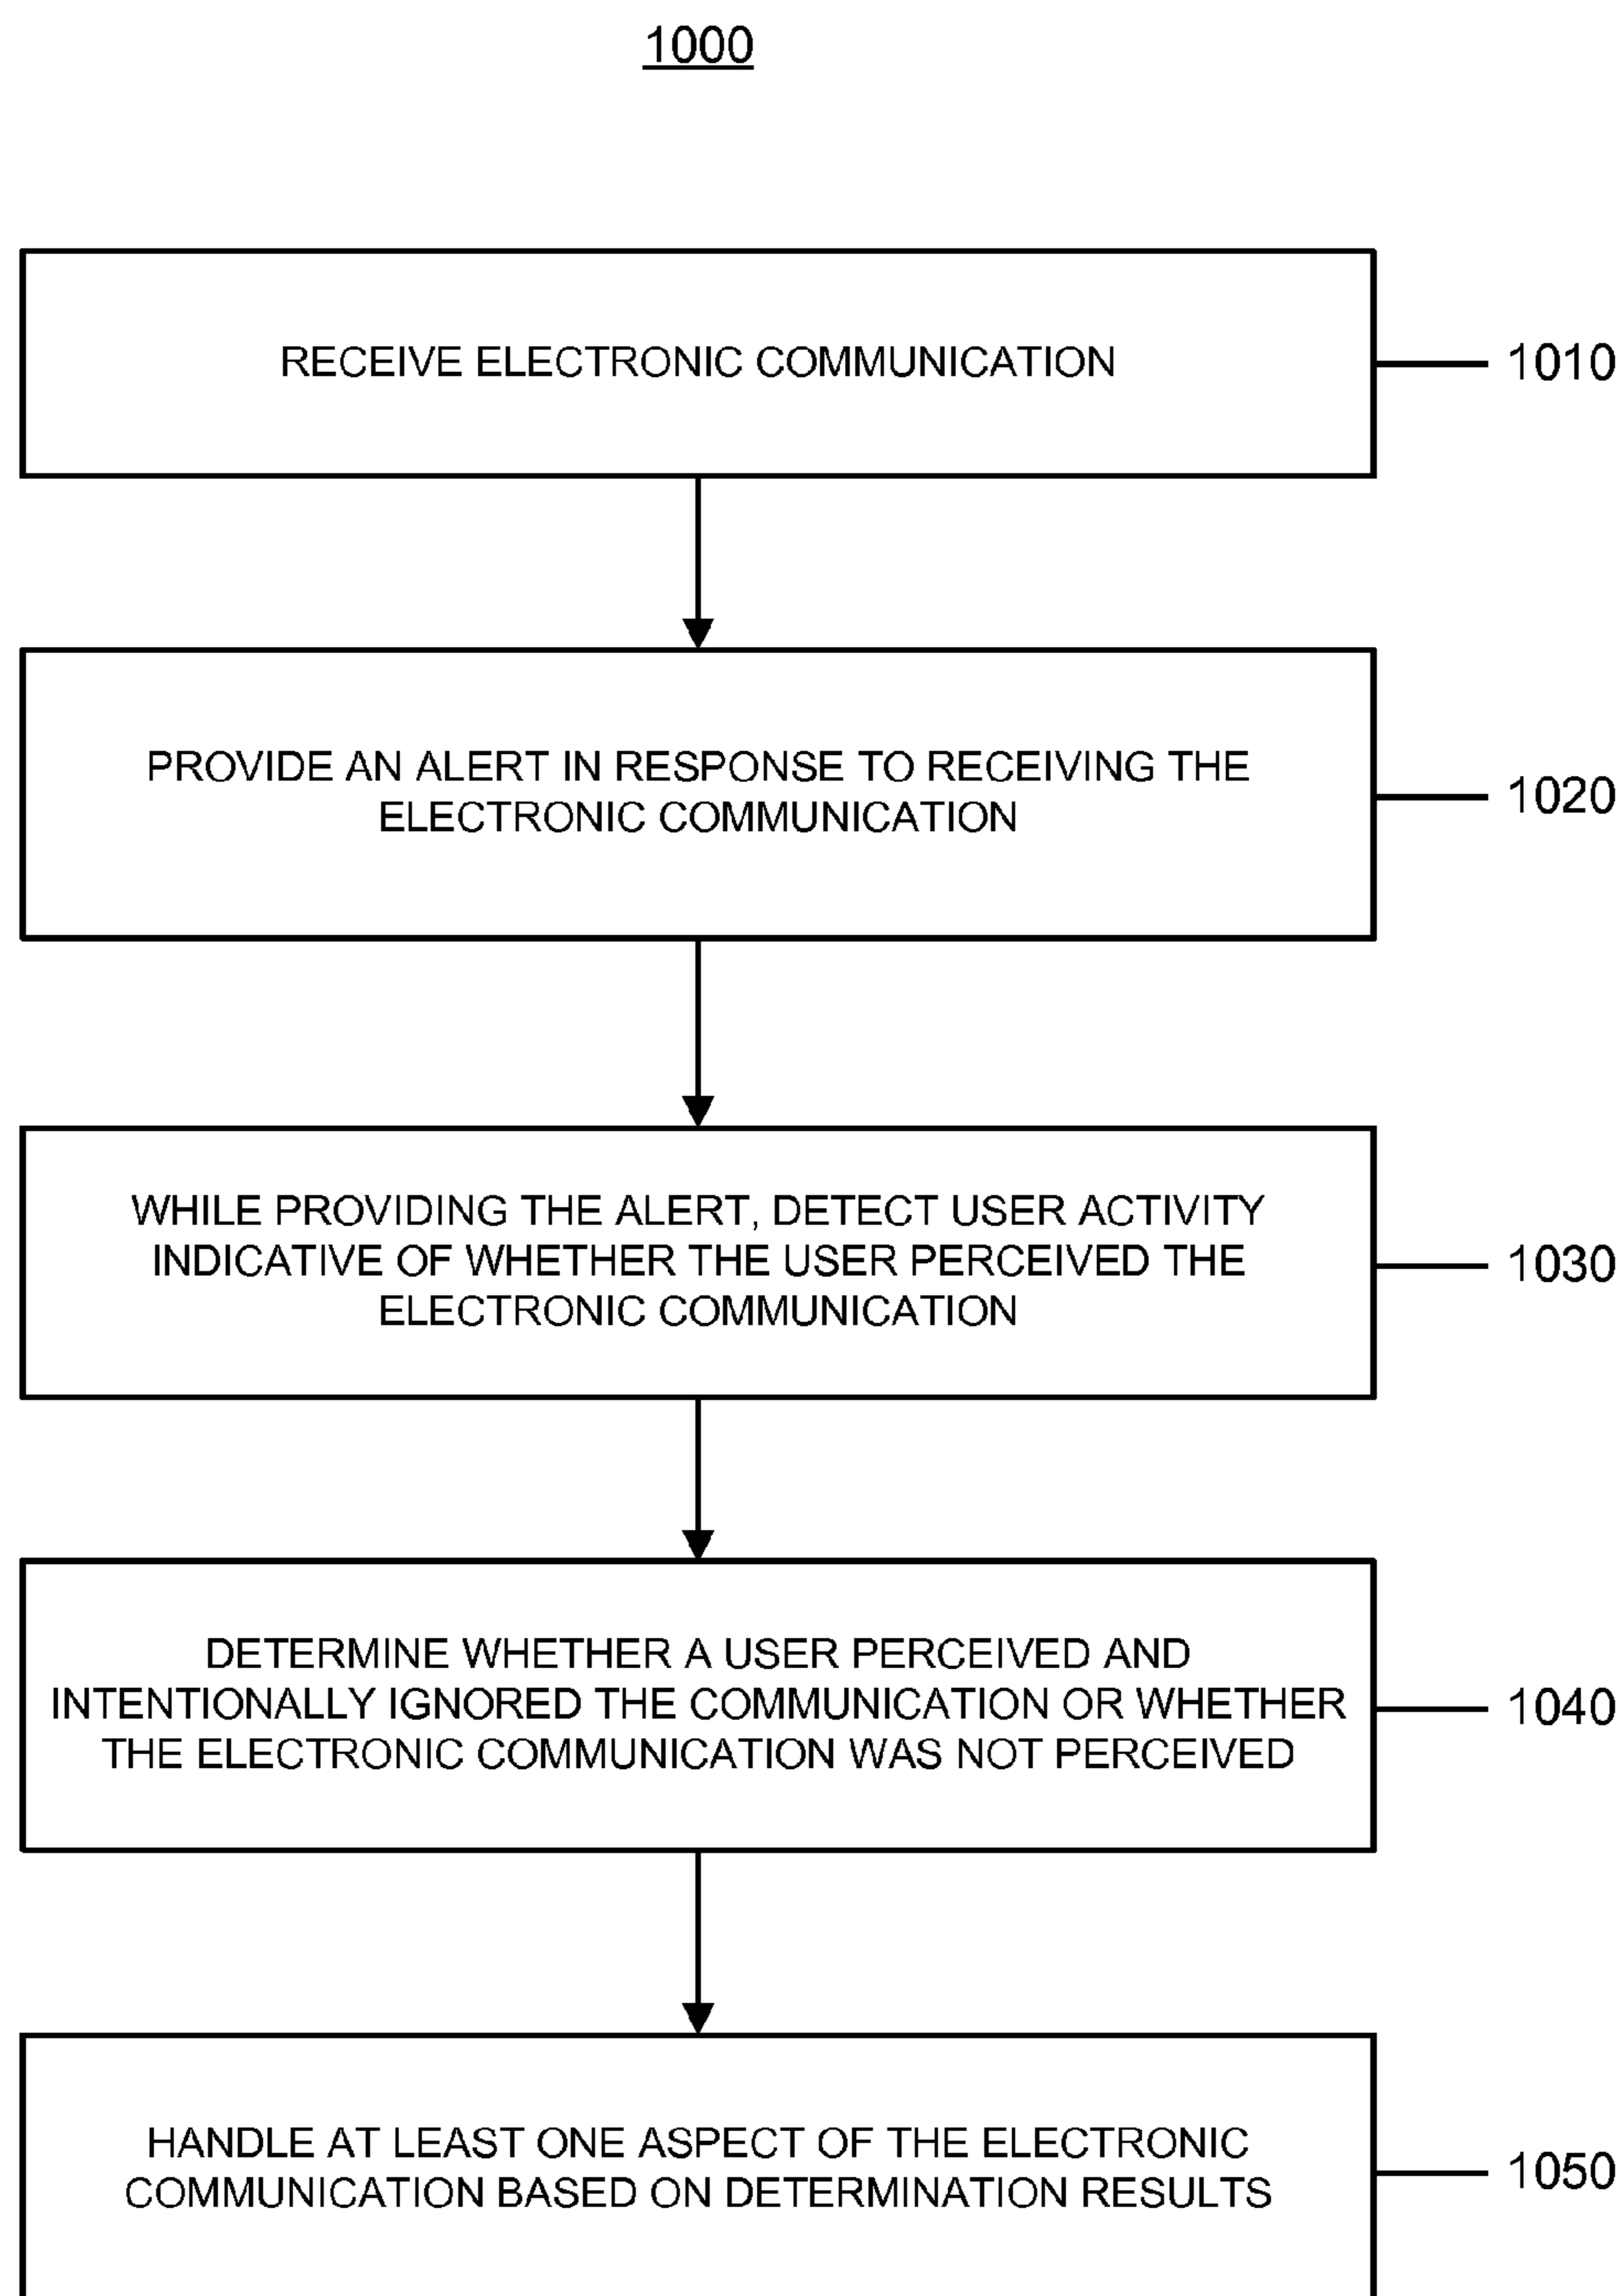 1000
RECEIVE ELECTRONIC COMMUNICATION
1010
PROVIDE AN ALERT IN RESPONSE TO RECEIVING THE
ELECTRONIC COMMUNICATION
1020
WHILE PROVIDING THE ALERT, DETECT USER ACTIVITY
INDICATIVE OF WHETHER THE USER PERCEIVED THE
ELECTRONIC COMMUNICATION
1030
DETERMINE WHETHER A USER PERCEIVED AND
INTENTIONALLY IGNORED THE COMMUNICATION OR WHETHER
THE ELECTRONIC COMMUNICATION WAS NOT PERCEIVED
1040
HANDLE AT LEAST ONE ASPECT OF THE ELECTRONIC
COMMUNICATION BASED ON DETERMINATION RESULTS
1050